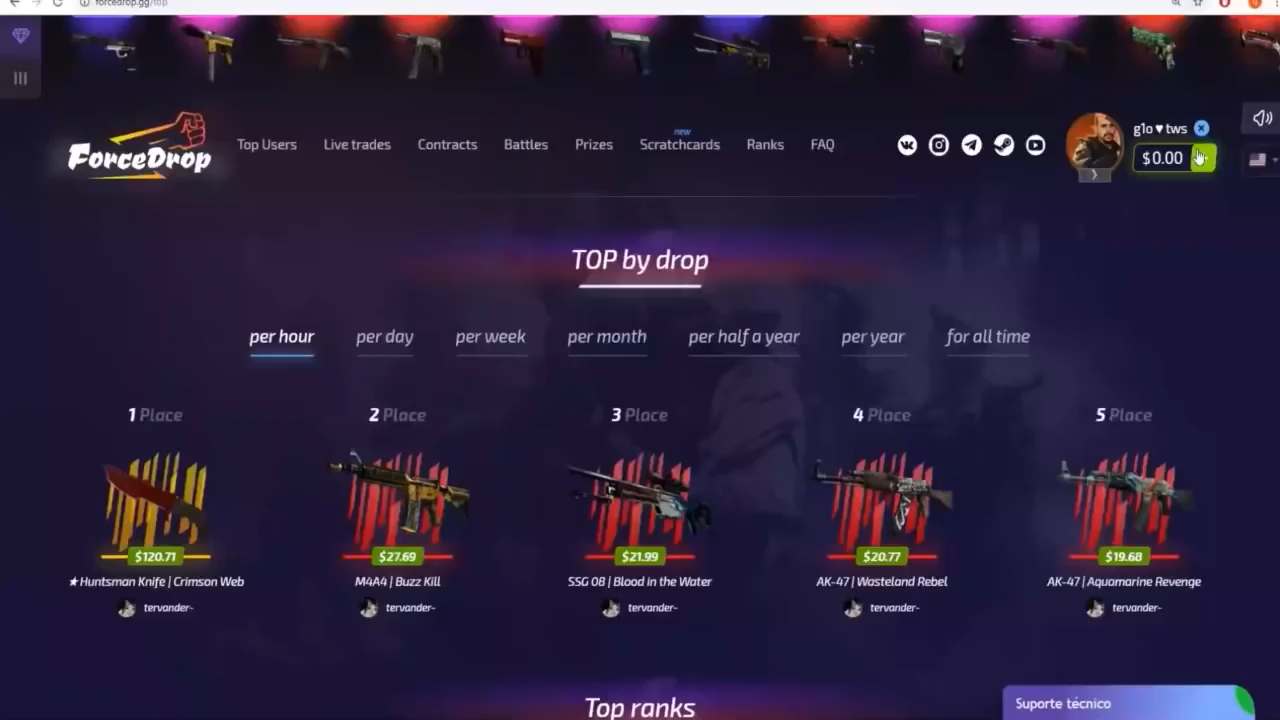 forcedrop.gg/top
ForceDrop
Top Users Live trades Contracts Battles Prizes new Scratchcards Ranks FAQ
g1o ♥ tws
$0.00
TOP by drop
per hour per day per week per month per half a year per year for all time
1 Place 2 Place 3 Place 4 Place 5 Place
$120.71 $27.69 $21.99 $20.77 $19.68
★ Huntsman Knife | Crimson Web M4A4 | Buzz Kill SSG 08 | Blood in the Water AK-47 | Wasteland Rebel AK-47 | Aquamarine Revenge
tervander- tervander- tervander- tervander- tervander-
Top ranks
Suporte técnico